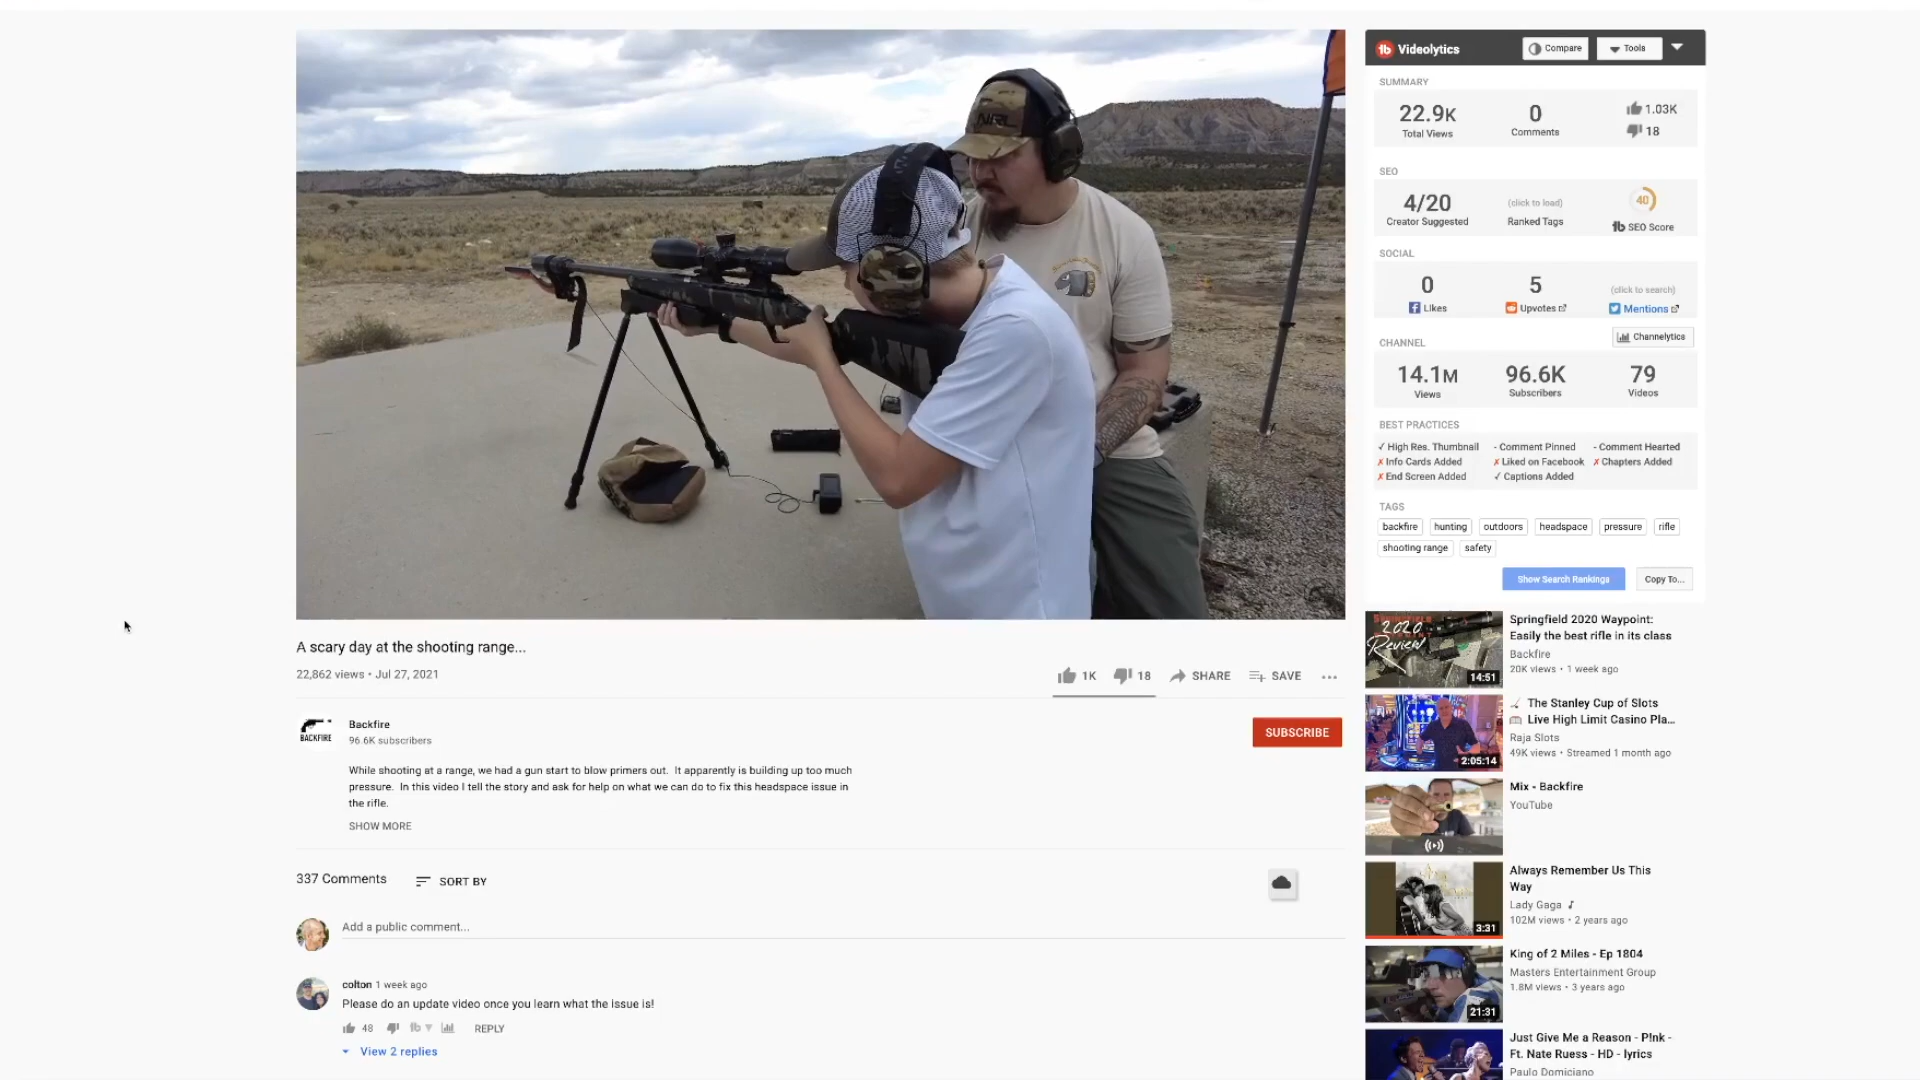 NRL
A scary day at the shooting range...
22,862 views • Jul 27, 2021
1K
18
SHARE
SAVE
BACKFIRE
Backfire
96.6K subscribers
SUBSCRIBE
While shooting at a range, we had a gun start to blow primers out. It apparently is building up too much
pressure. In this video I tell the story and ask for help on what we can do to fix this headspace issue in
the rifle.
SHOW MORE
337 Comments
SORT BY
Add a public comment...
colton 1 week ago
Please do an update video once you learn what the issue is!
48
tb
REPLY
View 2 replies
tb Videolytics
Compare
Tools
SUMMARY
22.9K
Total Views
0
Comments
1.03K
18
SEO
4/20
Creator Suggested
(click to load)
Ranked Tags
40
tb SEO Score
SOCIAL
0
Likes
5
Upvotes
(click to search)
Mentions
CHANNEL
Channelytics
14.1M
Views
96.6K
Subscribers
79
Videos
BEST PRACTICES
✓ High Res. Thumbnail - Comment Pinned - Comment Hearted
✗ Info Cards Added ✗ Liked on Facebook ✗ Chapters Added
✗ End Screen Added ✓ Captions Added
TAGS
backfire hunting outdoors headspace pressure rifle
shooting range safety
Show Search Rankings
Copy To...
2020
Review
14:51
Springfield 2020 Waypoint:
Easily the best rifle in its class
Backfire
20K views • 1 week ago
2:05:14
The Stanley Cup of Slots
Live High Limit Casino Pla...
Raja Slots
49K views • Streamed 1 month ago
Mix - Backfire
YouTube
3:31
Always Remember Us This
Way
Lady Gaga
102M views • 2 years ago
21:31
King of 2 Miles - Ep 1804
Masters Entertainment Group
1.8M views • 3 years ago
Just Give Me a Reason - P!nk -
Ft. Nate Ruess - HD - lyrics
Paulo Domiciano